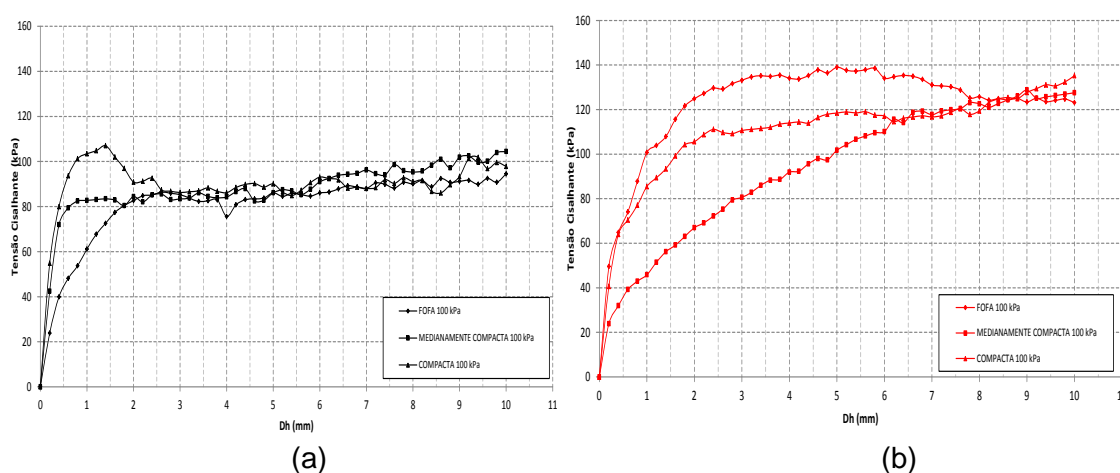 160
140
120
100
80
60
40
20
0
Tensão Cisalhante (kPa)
0 1 2 3 4 5 6 7 8 9 10 11
Dh (mm)
FOFA 100 kPa
MEDIANAMENTE COMPACTA 100 kPa
COMPACTA 100 kPa
(a)
160
140
120
100
80
60
40
20
0
Tensão Cisalhante (kPa)
0 1 2 3 4 5 6 7 8 9 10 1
Dh (mm)
FOFA 100 kPa
MEDIANAMENTE COMPACTA 100 kPa
COMPACTA 100 kPa
(b)